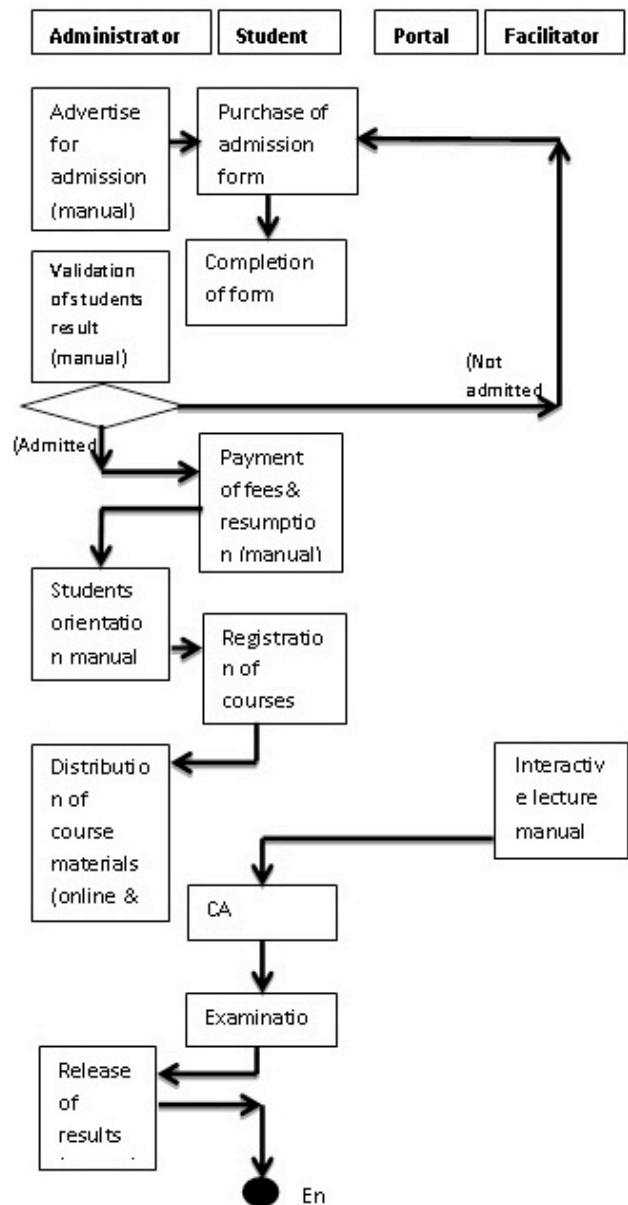 Administrator Student Portal Facilitator
Advertise
for
admission
(manual)
Purchase of
admission
form
Validation
of students
result
(manual)
Completion
of form
(Not
admitted
(Admitted
Payment
of fees &
resumptio
n (manual)
Students
orientatio
n manual
Registratio
n of
courses
Distributio
n of
course
materials
(online &
Interactiv
e lecture
manual
CA
Examinatio
Release
of
results
En